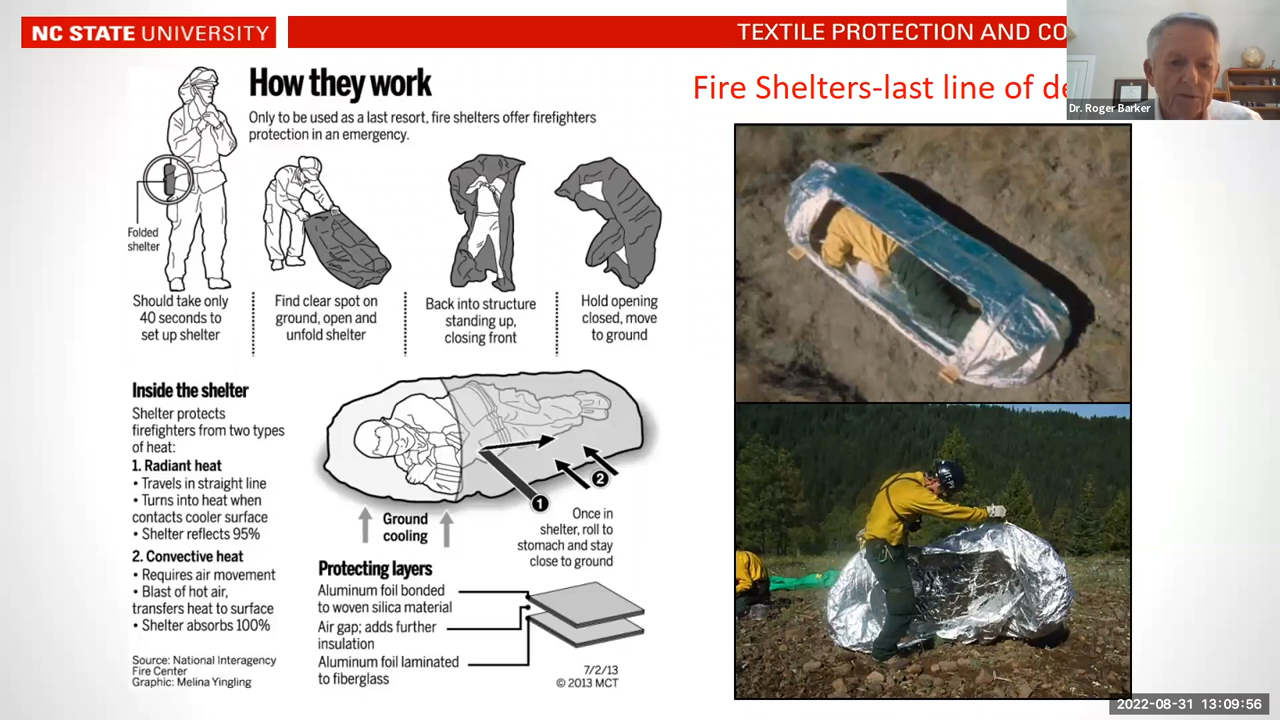 NC STATE UNIVERSITY
TEXTILE PROTECTION AND CO
Dr. Roger Barker
Fire Shelters-last line of de
How they work
Only to be used as a last resort, fire shelters offer firefighters
protection in an emergency.
Folded
shelter
Should take only
40 seconds to
set up shelter
Find clear spot on
ground, open and
unfold shelter
Back into structure
standing up,
closing front
Hold opening
closed, move
to ground
Inside the shelter
Shelter protects
firefighters from two types
of heat:
1. Radiant heat
• Travels in straight line
• Turns into heat when
contacts cooler surface
• Shelter reflects 95%
2. Convective heat
• Requires air movement
• Blast of hot air,
transfers heat to surface
• Shelter absorbs 100%
Source: National Interagency
Fire Center
Graphic: Melina Yingling
1
2
Ground
cooling
Once in
shelter, roll to
stomach and stay
close to ground
Protecting layers
Aluminum foil bonded
to woven silica material
Air gap; adds further
insulation
Aluminum foil laminated
to fiberglass
7/2/13
© 2013 MCT
2022-08-31 13:09:56